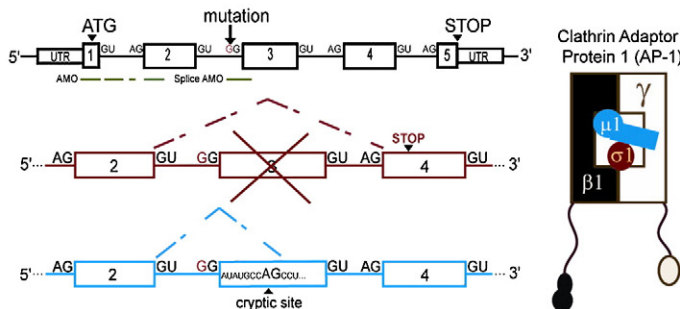 mutation
ATG STOP
5' UTR 1 GU 2 GU GG 3 GU AG 4 GU AG 5 UTR 3'
AMO Splice AMO
STOP
5' AG 2 GU GG 3 GU AG 4 GU 3'
5' AG 2 GU GG AUAUGCCAGCCU... GU AG 4 GU 3'
cryptic site
Clathrin Adaptor
Protein 1 (AP-1)
γ
μ1
σ1
β1